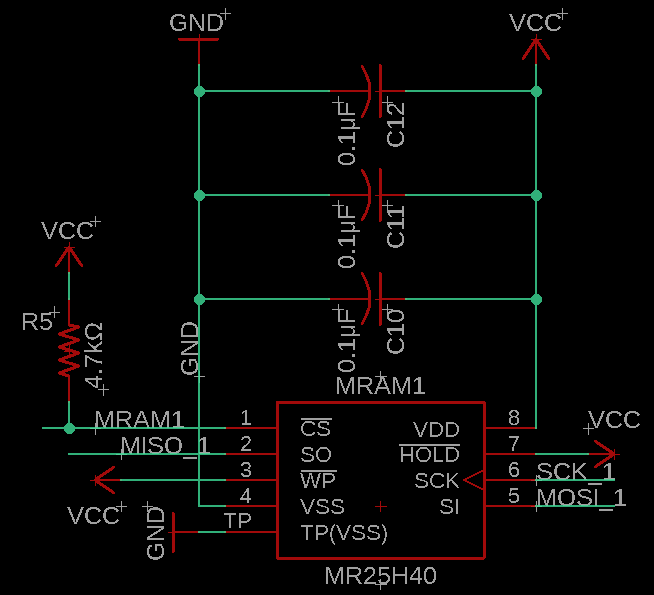 GND
VCC
0.1µF
C12
0.1µF
C11
VCC
R5
4.7kΩ
GND
0.1µF
C10
MRAM1
MRAM1
1
CS
VDD
8
VCC
MISO_1
2
SO
HOLD
7
3
WP
SCK
6
SCK_1
VCC
4
VSS
SI
5
MOSI_1
GND
TP
TP(VSS)
MR25H40